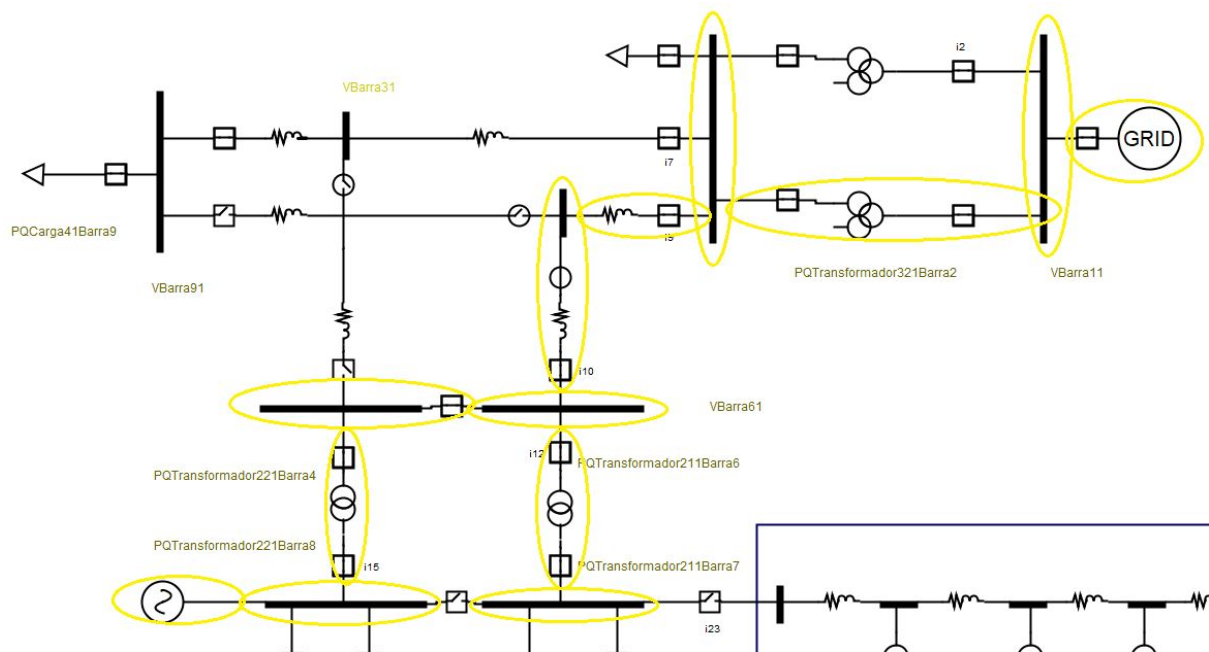 i2
VBarra31
GRID
i7
PQCarga41Barra9
i9
VBarra91
PQTransformador321Barra2
VBarra11
i10
VBarra61
i12
PQTransformador221Barra4
PQTransformador211Barra6
PQTransformador221Barra8
i15
PQTransformador211Barra7
i23